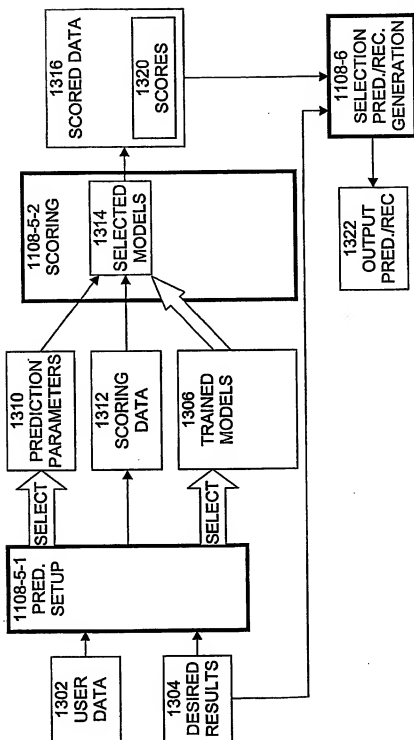 1302
USER
DATA
1304
DESIRED
RESULTS
1108-5-1
PRED.
SETUP
SELECT
SELECT
1310
PREDICTION
PARAMETERS
1312
SCORING
DATA
1306
TRAINED
MODELS
1108-5-2
SCORING
1314
SELECTED
MODELS
1316
SCORED DATA
1320
SCORES
1108-6
SELECTION
PRED./REC.
GENERATION
1322
OUTPUT
PRED./REC